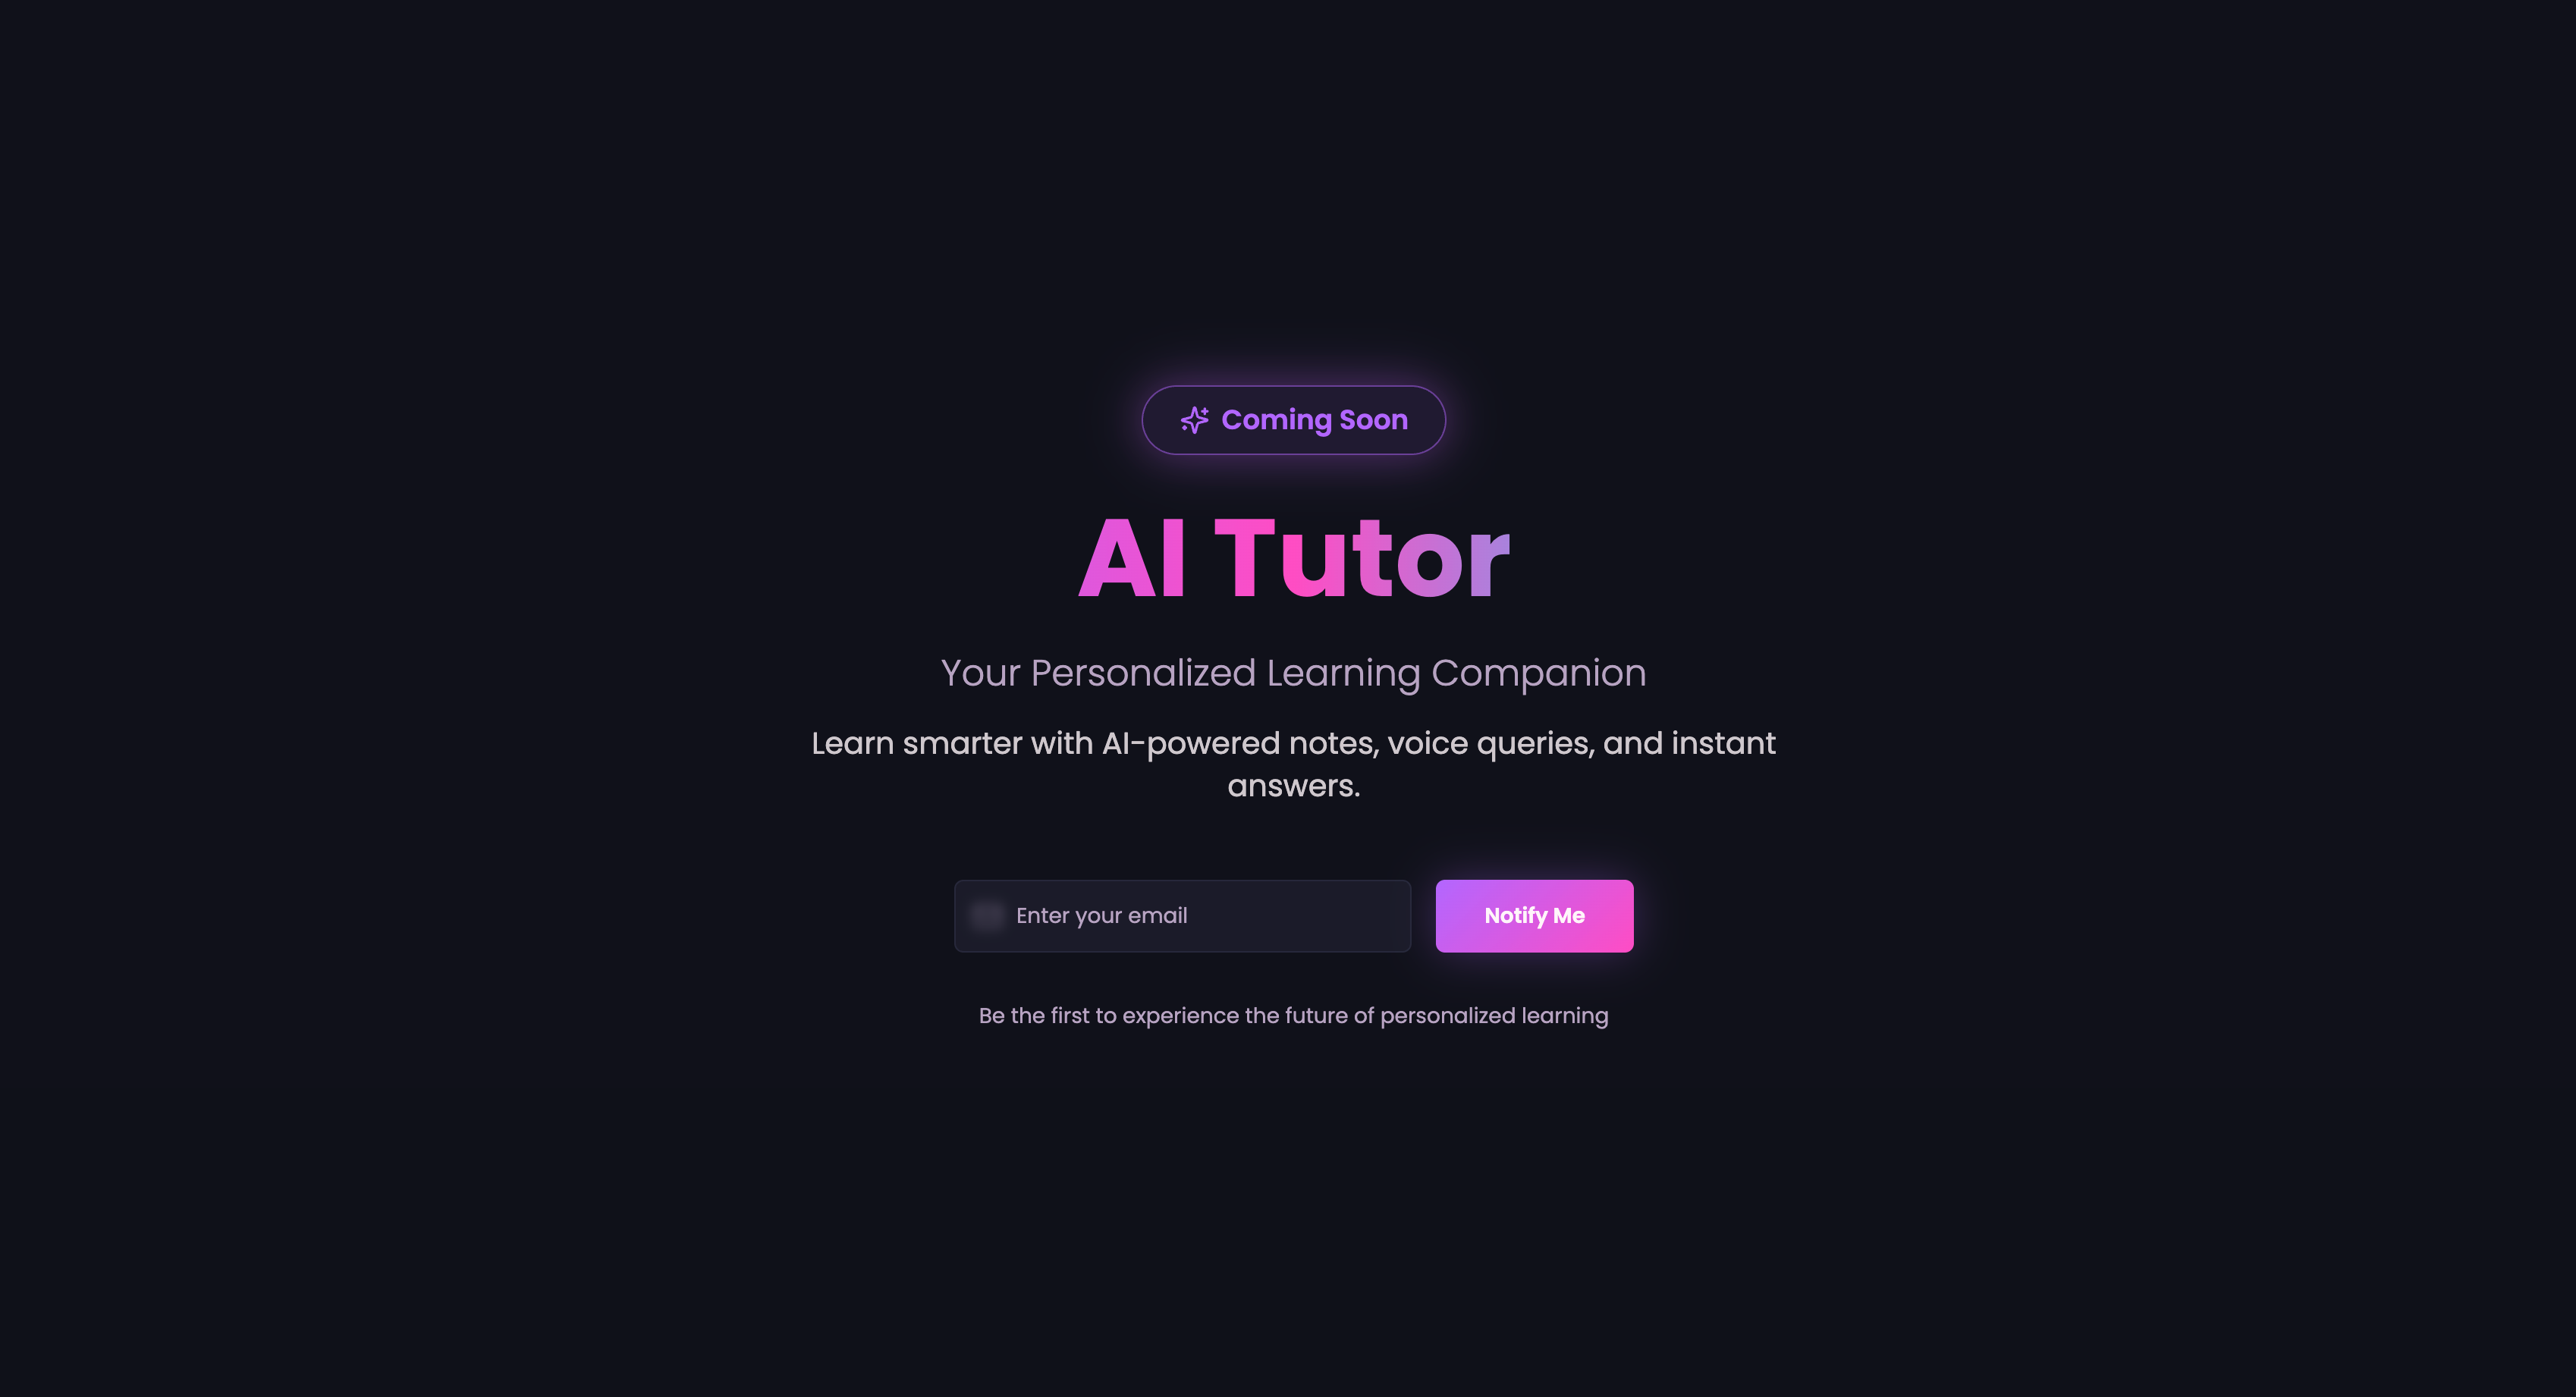 Coming Soon
AI Tutor
Your Personalized Learning Companion
Learn smarter with AI-powered notes, voice queries, and instant
answers.
Enter your email
Notify Me
Be the first to experience the future of personalized learning